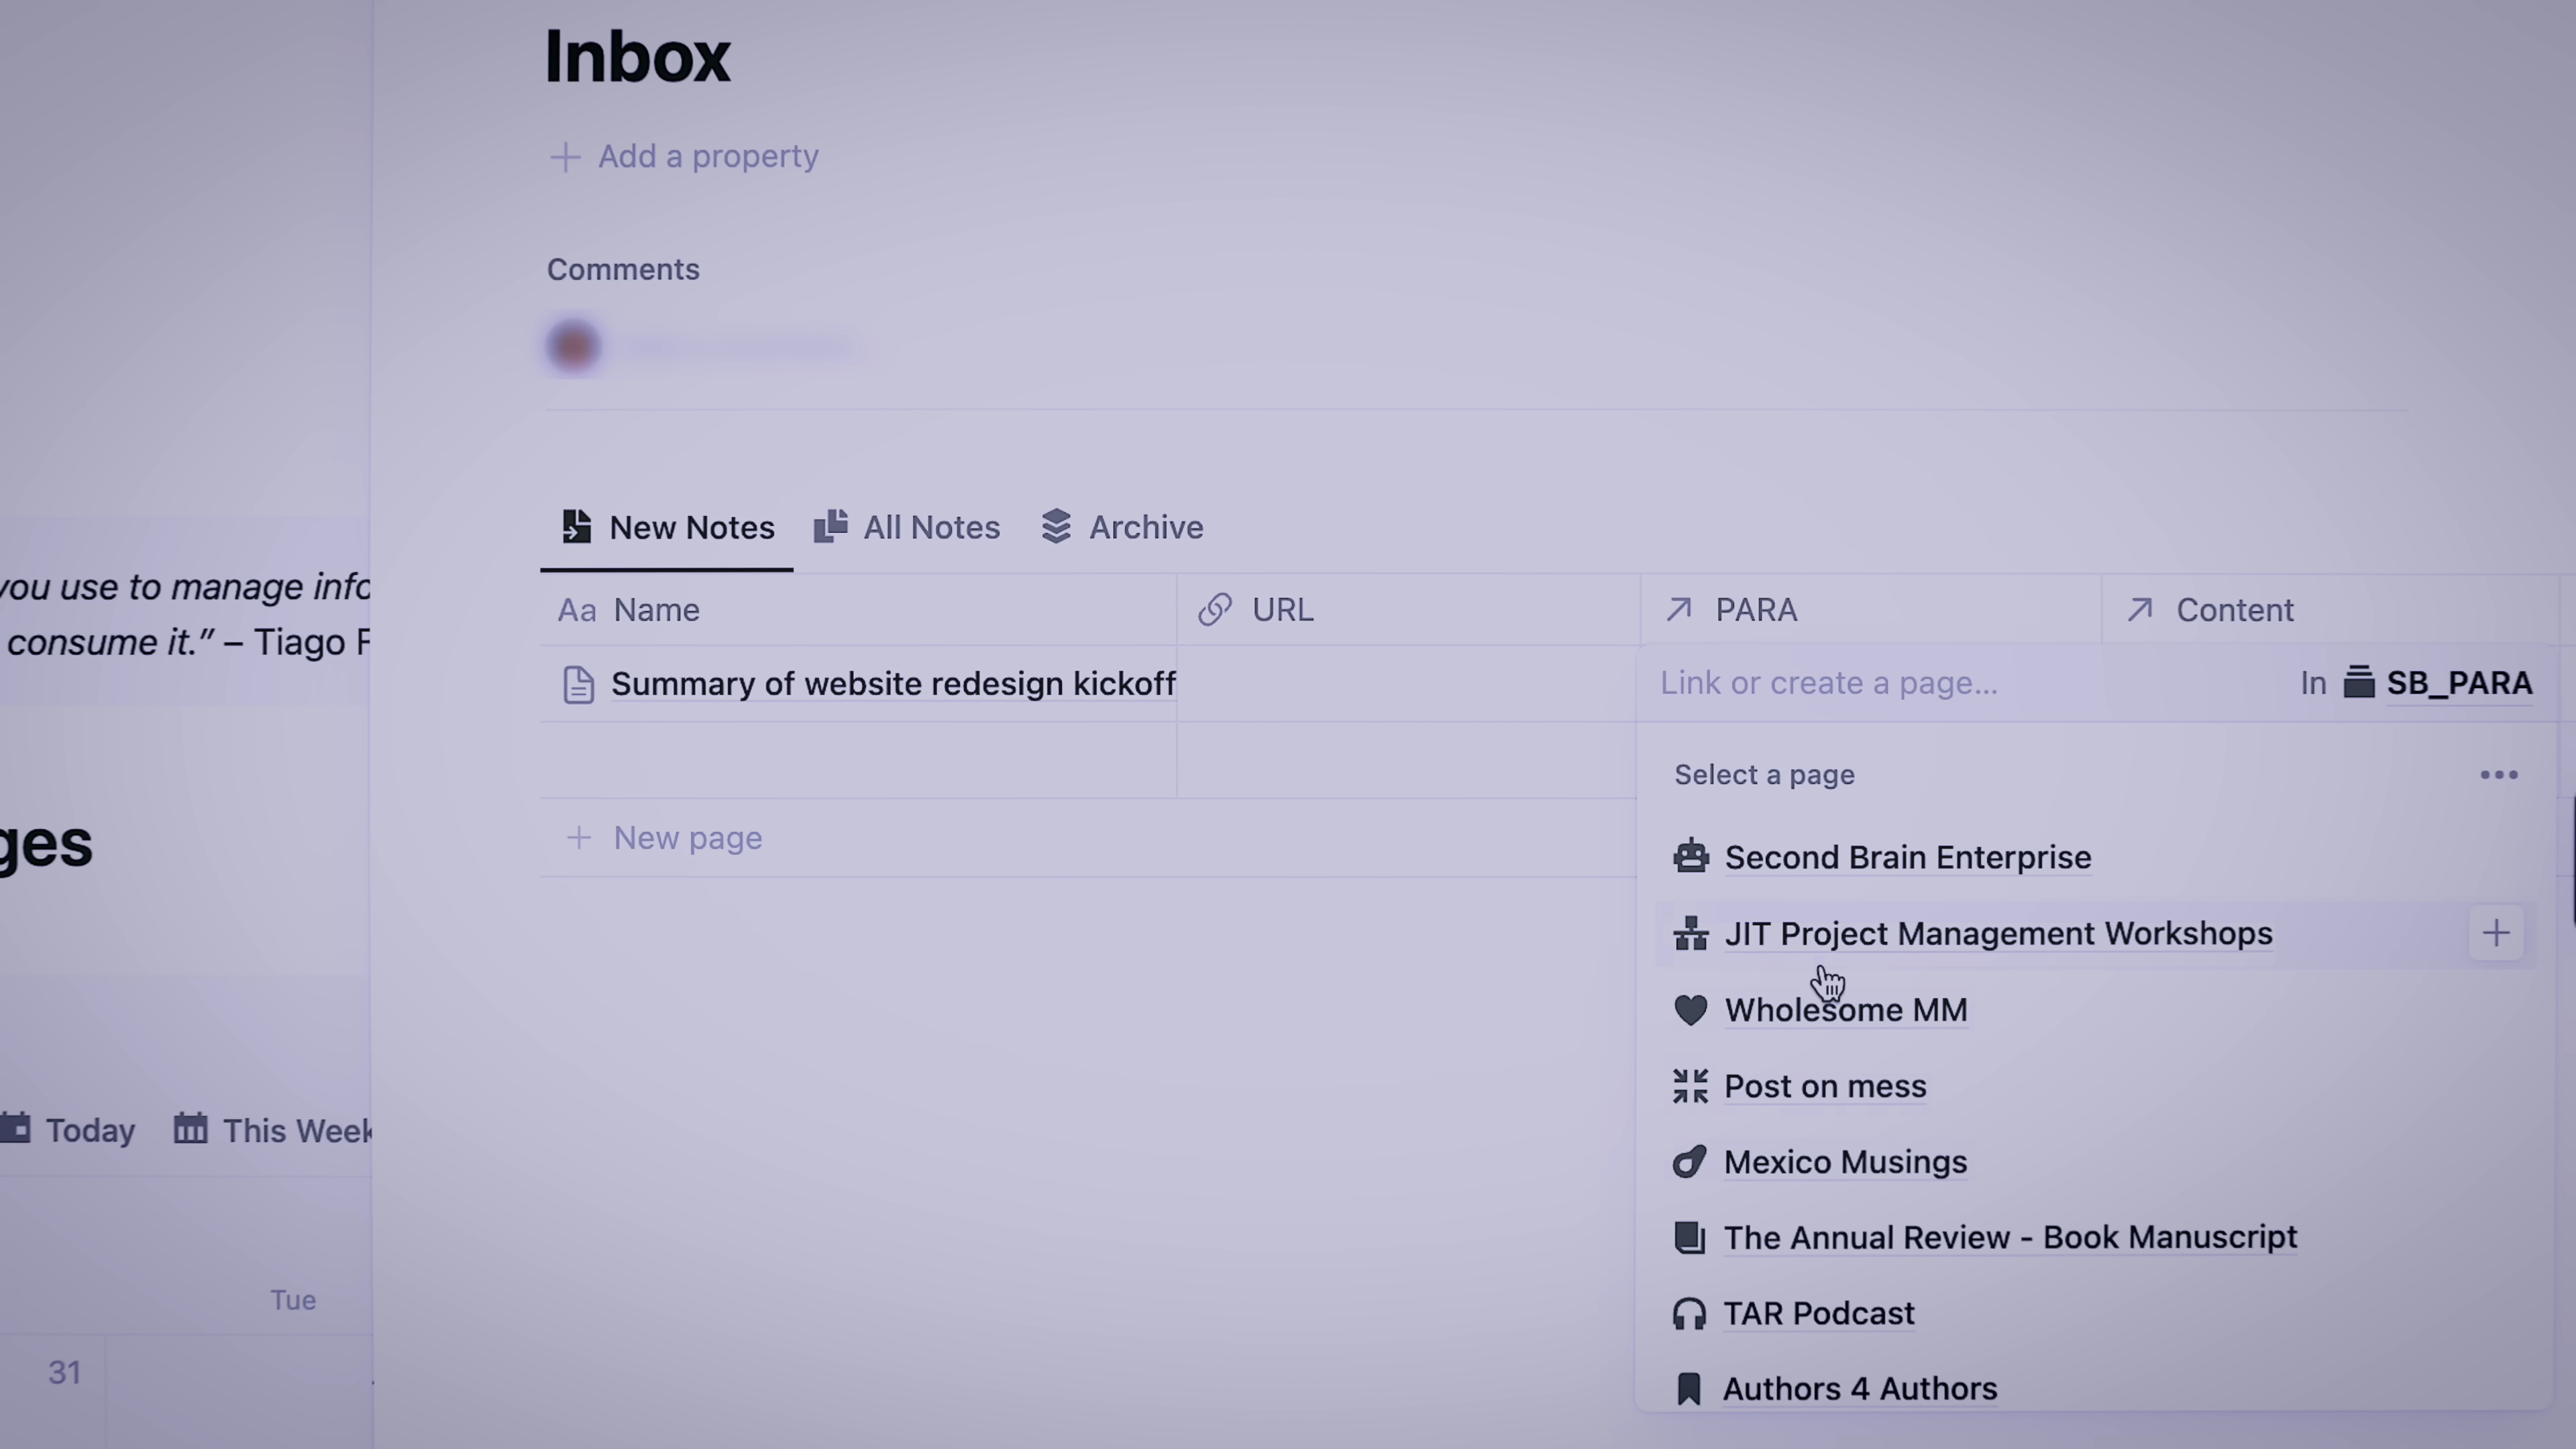 Inbox
Add a property
Comments
New Notes All Notes Archive
Aa Name URL PARA Content
Summary of website redesign kickoff
Link or create a page... In SB_PARA
New page
Select a page
Second Brain Enterprise
JIT Project Management Workshops
Wholesome MM
Post on mess
Mexico Musings
The Annual Review - Book Manuscript
TAR Podcast
Authors 4 Authors
you use to manage info
consume it.” – Tiago F
ges
Today This Week
Tue
31